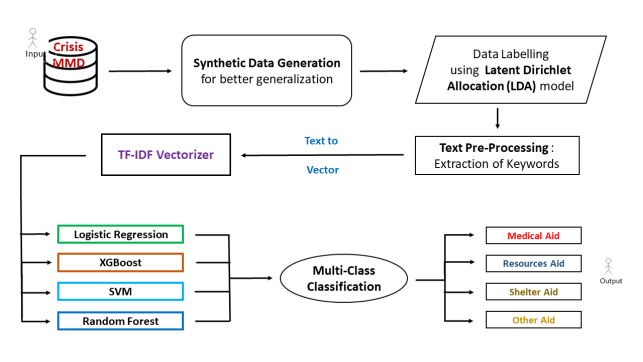 Input
Crisis
MMD
Synthetic Data Generation
for better generalization
Data Labelling
using Latent Dirichlet
Allocation (LDA) model
TF-IDF Vectorizer
Text to
Vector
Text Pre-Processing :
Extraction of Keywords
Logistic Regression
XGBoost
SVM
Random Forest
Multi-Class
Classification
Medical Aid
Resources Aid
Shelter Aid
Other Aid
Output